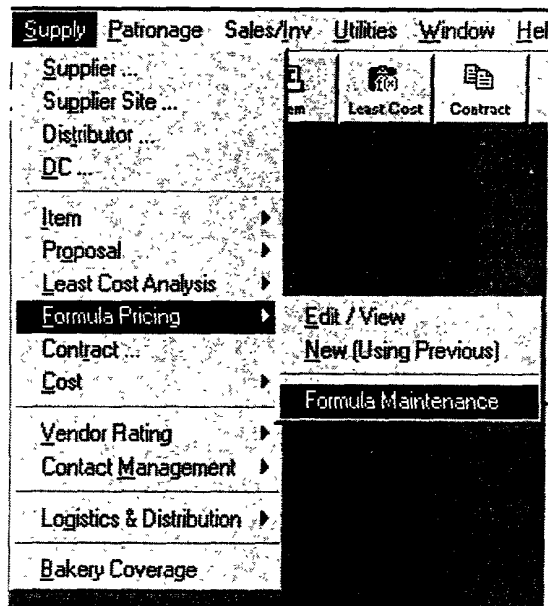 Supply Patronage Sales/Inv Utilities Window Hel
Supplier ...
Supplier Site ...
Distributor ...
DC ...
em Least Cost Contract
Item
Proposal
Least Cost Analysis
Formula Pricing
Contract ...
Cost
Vendor Rating
Contact Management
Logistics & Distribution
Bakery Coverage
Edit / View
New (Using Previous)
Formula Maintenance